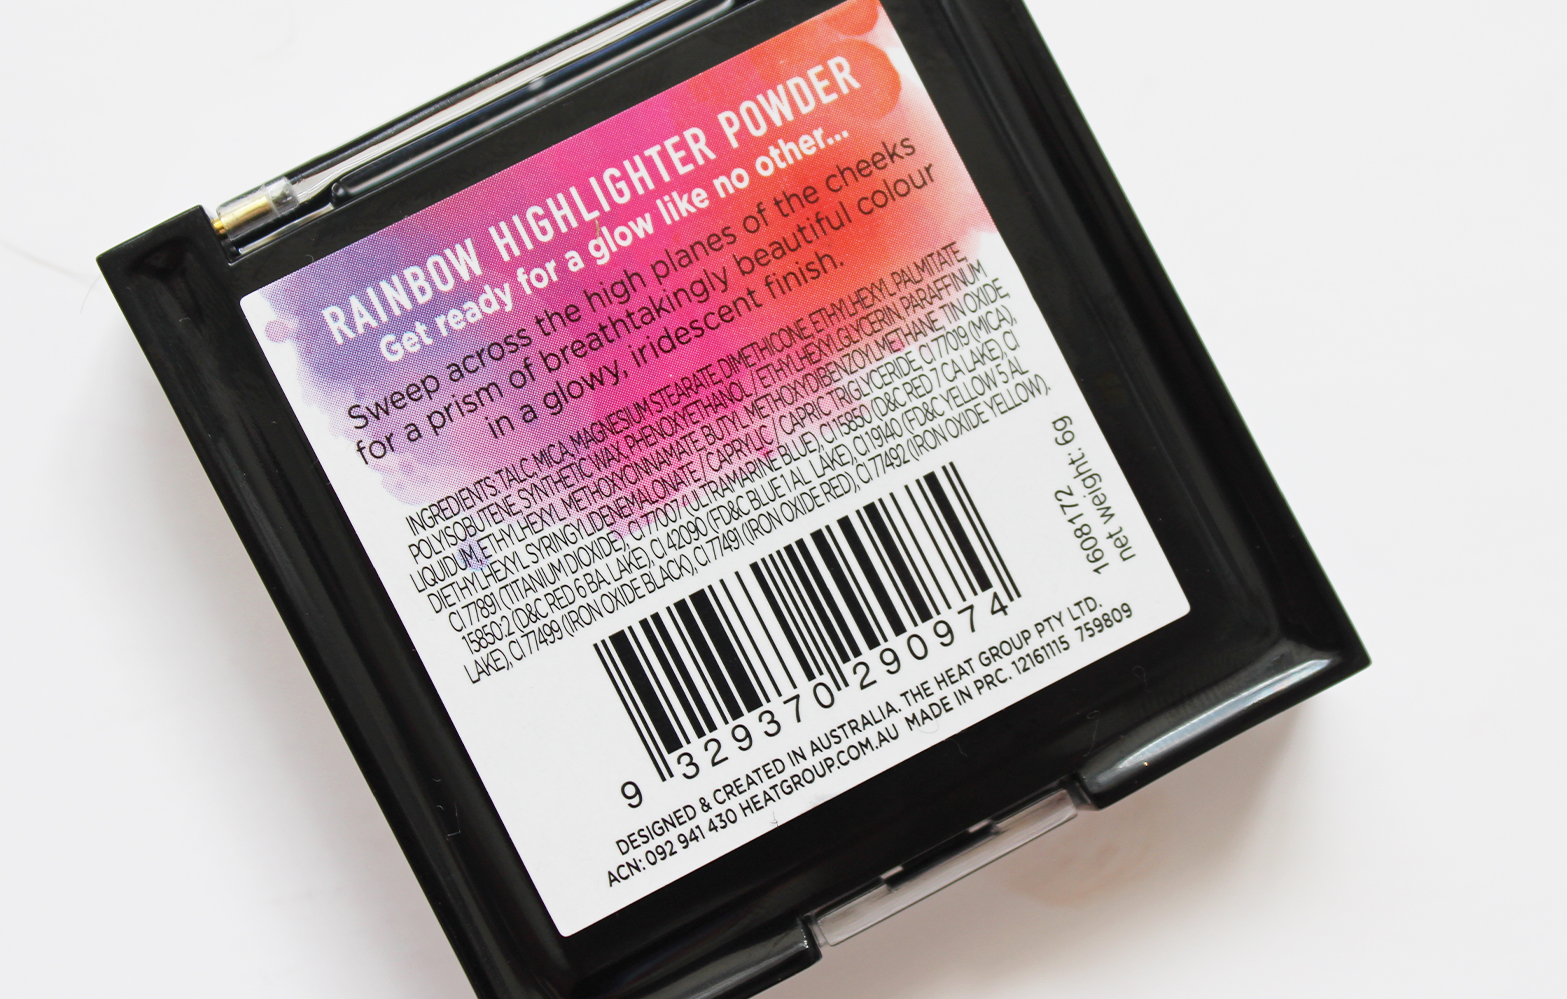 RAINBOW HIGHLIGHTER POWDER
Get ready for a glow like no other...
Sweep across the high planes of the cheeks
for a prism of breathtakingly beautiful colour
in a glowy, iridescent finish.
INGREDIENTS: TALC, MICA, MAGNESIUM STEARATE, DIMETHICONE, ETHYLHEXYL PALMITATE,
POLYISOBUTENE, SYNTHETIC WAX, PHENOXYETHANOL / ETHYLHEXYLGLYCERIN, PARAFFINUM
LIQUIDUM, ETHYLHEXYL METHOXYCINNAMATE, BUTYL METHOXYDIBENZOYLMETHANE, TIN OXIDE,
DIETHYLHEXYL SYRINGYLIDENEMALONATE / CAPRYLIC / CAPRIC TRIGLYCERIDE, CI 77019 (MICA),
CI 77891 (TITANIUM DIOXIDE), CI 77007 (ULTRAMARINE BLUE), CI 15850 (D&C RED 7 CA LAKE), CI
15850:2 (D&C RED 6 BA LAKE), CI 42090 (FD&C BLUE 1 AL LAKE), CI 19140 (FD&C YELLOW 5 AL
LAKE), CI 77499 (IRON OXIDE BLACK), CI 77491 (IRON OXIDE RED), CI 77492 (IRON OXIDE YELLOW).
1608172
net weight: 6g
9 329370 290974
DESIGNED & CREATED IN AUSTRALIA. THE HEAT GROUP PTY LTD.
ACN: 092 941 430 HEATGROUP.COM.AU MADE IN PRC. 12161115 759809